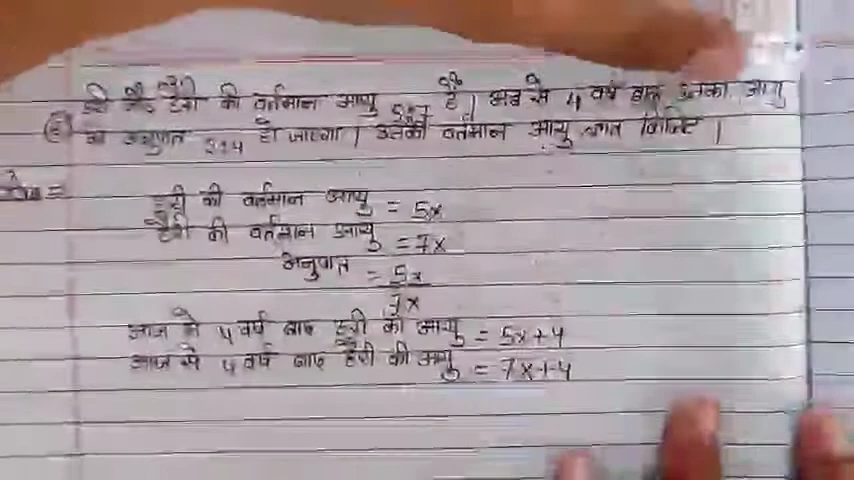 हरी और हैरी की वर्तमान आयु 5:7 है। अब से 4 वर्ष बाद उनकी आयु
का अनुपात 3:4 हो जाएगा। उनकी वर्तमान आयु ज्ञात कीजिए।
हरी की वर्तमान आयु = 5x
हैरी की वर्तमान आयु = 7x
अनुपात = 5x
7x
आज से 4 वर्ष बाद हरी की आयु = 5x+4
आज से 4 वर्ष बाद हैरी की आयु = 7x+4